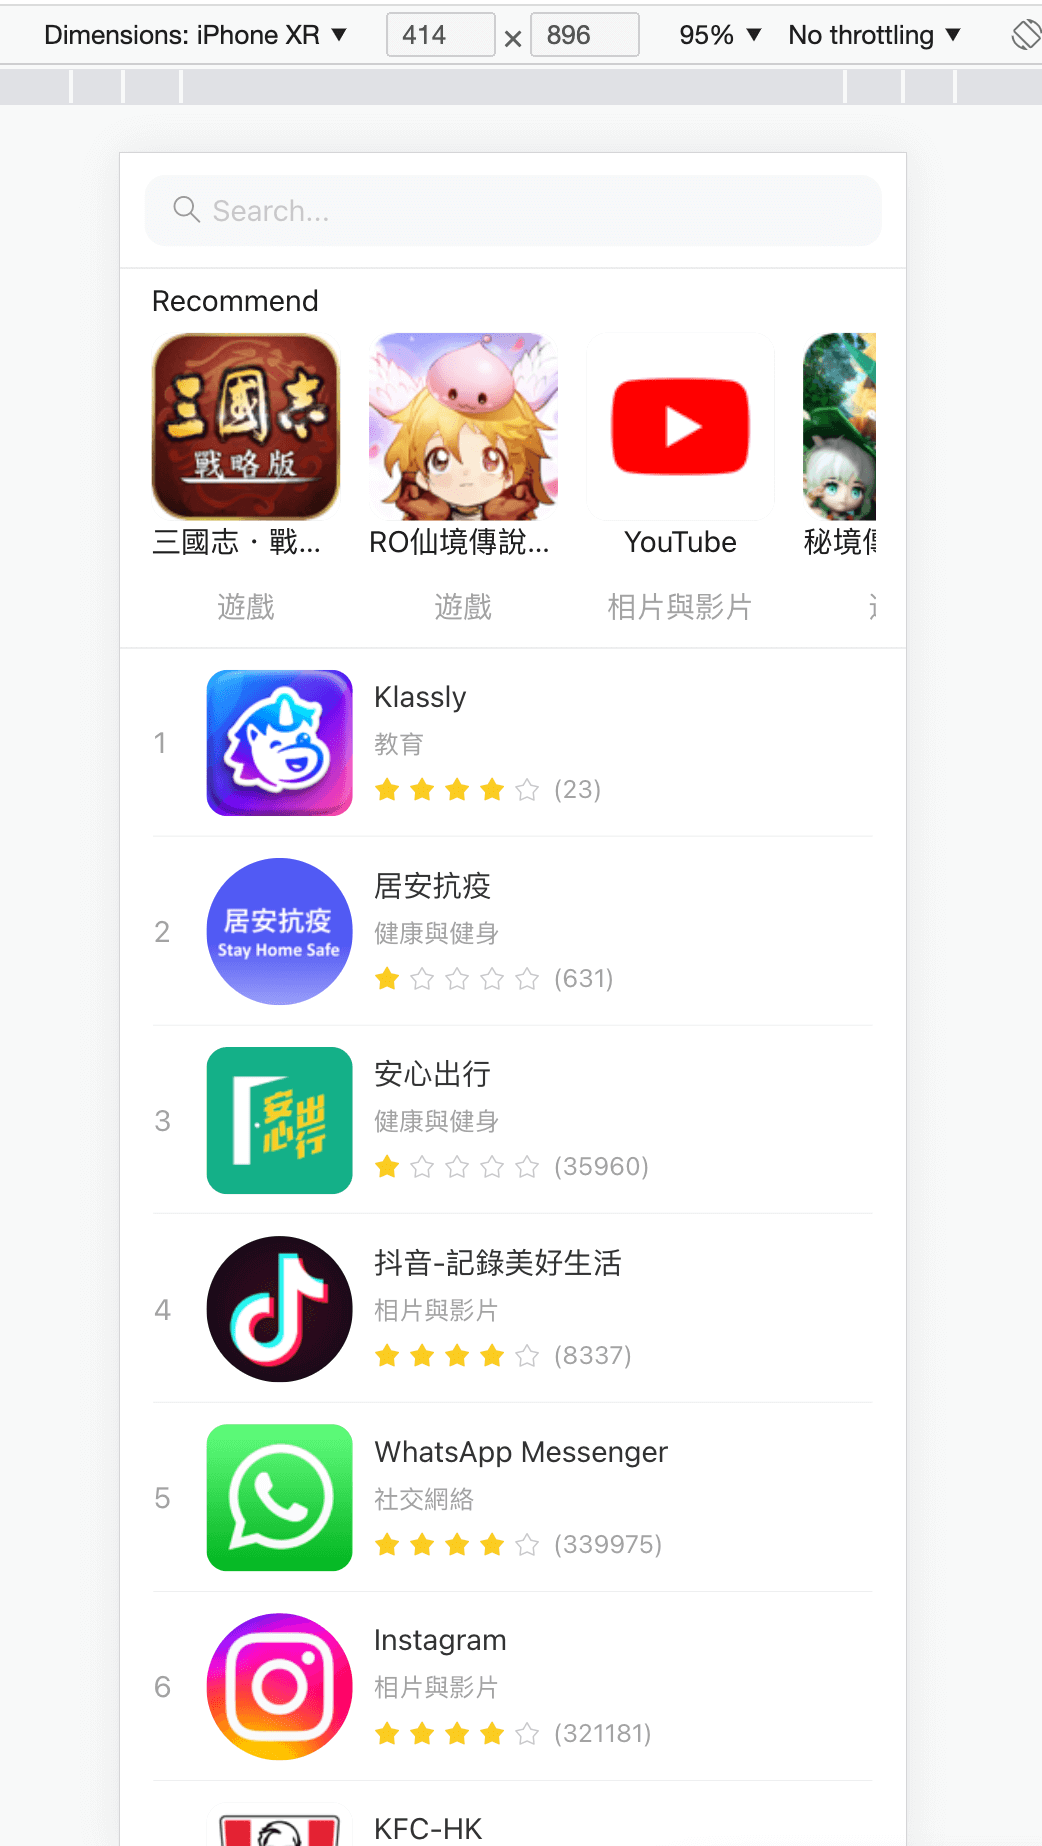 Dimensions: iPhone XR ▼ 414 × 896 95% ▼ No throttling ▼
Search...
Recommend
三國志
戰略版
三國志・戰...
RO仙境傳說...
YouTube
秘境傳
遊戲
遊戲
相片與影片
1
Klassly
教育
(23)
2
居安抗疫
Stay Home Safe
居安抗疫
健康與健身
(631)
3
安心出行
安心出行
健康與健身
(35960)
4
抖音-記錄美好生活
相片與影片
(8337)
5
WhatsApp Messenger
社交網絡
(339975)
6
Instagram
相片與影片
(321181)
KFC-HK